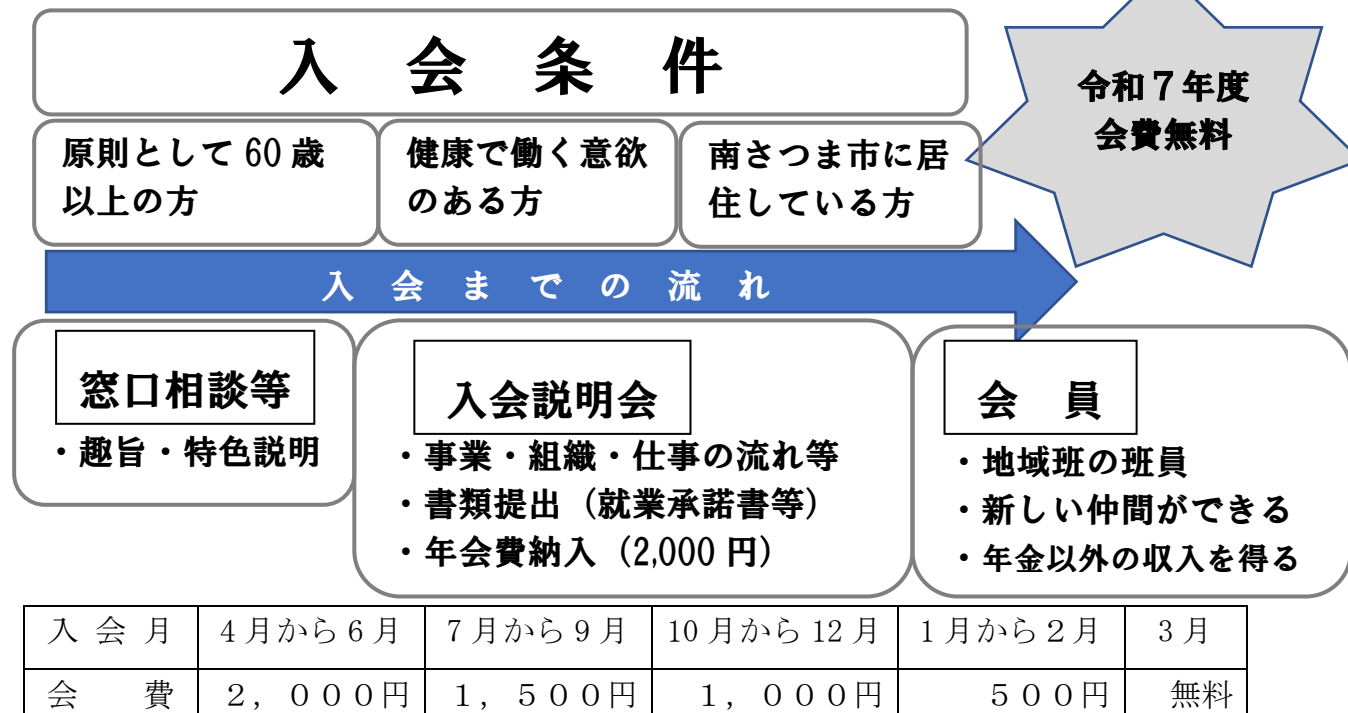 入会条件
令和７年度
会費無料
原則として60歳
以上の方
健康で働く意欲
のある方
南さつま市に居
住している方
入会までの流れ
窓口相談等
・趣旨・特色説明
入会説明会
・事業・組織・仕事の流れ等
・書類提出（就業承諾書等）
・年会費納入（2,000円）
会　員
・地域班の班員
・新しい仲間ができる
・年金以外の収入を得る
入会月 4月から6月 7月から9月 10月から12月 1月から２月 3月
会　費 ２，０００円 １，５００円 １，０００円 ５００円 無料